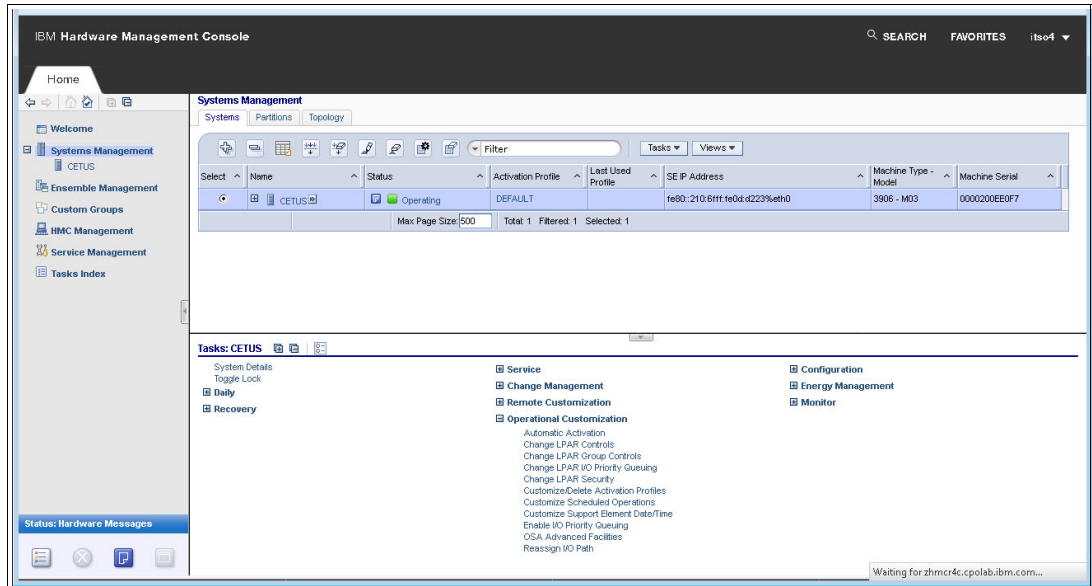 IBM Hardware Management Console
SEARCH FAVORITES itso4
Home
Welcome
Systems Management
CETUS
Ensemble Management
Custom Groups
HMC Management
Service Management
Tasks Index
Status: Hardware Messages
Systems Management
Systems Partitions Topology
Filter Tasks Views
Select Name Status Activation Profile Last Used Profile SE IP Address Machine Type - Model Machine Serial
CETUS Operating DEFAULT fe80::210:6fff:fe0d:d223%eth0 3906 - M03 0000200EE0F7
Max Page Size: 500 Total: 1 Filtered: 1 Selected: 1
Tasks: CETUS
System Details
Toggle Lock
Daily
Recovery
Service
Change Management
Remote Customization
Operational Customization
Automatic Activation
Change LPAR Controls
Change LPAR Group Controls
Change LPAR I/O Priority Queuing
Change LPAR Security
Customize/Delete Activation Profiles
Customize Scheduled Operations
Customize Support Element Date/Time
Enable I/O Priority Queuing
OSA Advanced Facilities
Reassign I/O Path
Configuration
Energy Management
Monitor
Waiting for zhmcr4c.cpolab.ibm.com...